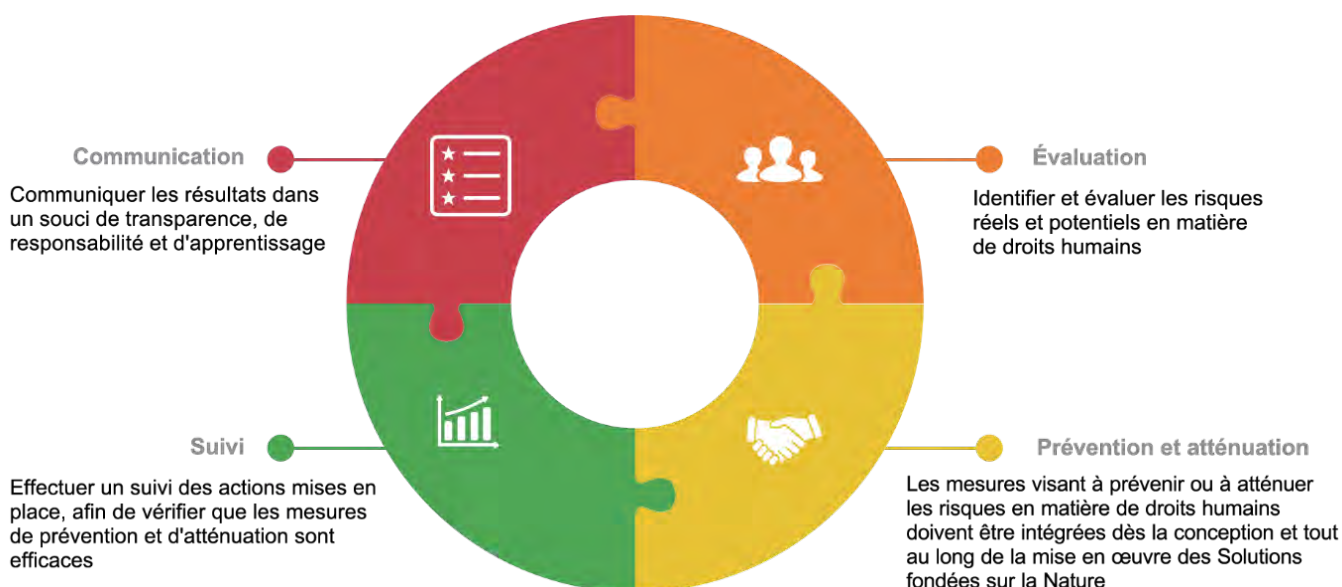 Communication
Communiquer les résultats dans
un souci de transparence, de
responsabilité et d'apprentissage
Évaluation
Identifier et évaluer les risques
réels et potentiels en matière
de droits humains
Suivi
Effectuer un suivi des actions mises en
place, afin de vérifier que les mesures
de prévention et d'atténuation sont
efficaces
Prévention et atténuation
Les mesures visant à prévenir ou à atténuer
les risques en matière de droits humains
doivent être intégrées dès la conception et tout
au long de la mise en œuvre des Solutions
fondées sur la Nature